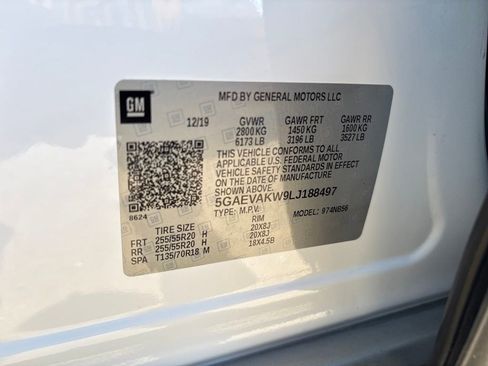 GM
MFD BY GENERAL MOTORS LLC
12/19 GVWR GAWR FRT GAWR RR
2800 KG 1450 KG 1600 KG
6173 LB 3196 LB 3527 LB
THIS VEHICLE CONFORMS TO ALL
APPLICABLE U.S. FEDERAL MOTOR
VEHICLE SAFETY STANDARDS IN
EFFECT ON THE DATE OF MANUFACTURE
SHOWN ABOVE.
5GAEVAKW9LJ188497
8624
TYPE: M.P.V. MODEL: 974NB56
TIRE SIZE RIM
FRT 255/55R20 H 20X8J
RR 255/55R20 H 20X8J
SPA T135/70R18 M 18X4.5B